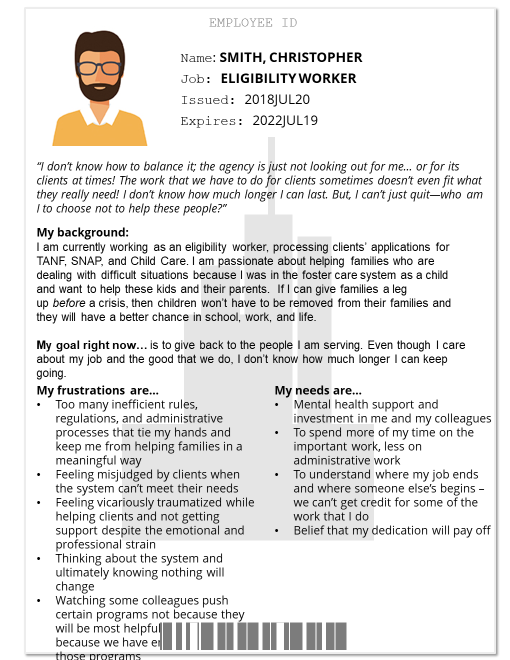 EMPLOYEE ID
Name: SMITH, CHRISTOPHER
Job: ELIGIBILITY WORKER
Issued: 2018JUL20
Expires: 2022JUL19
“I don’t know how to balance it; the agency is just not looking out for me... or for its
clients at times! The work that we have to do for clients sometimes doesn’t even fit what
they really need! I don’t know how much longer I can last. But, I can’t just quit—who am
I to choose not to help these people?”
My background:
I am currently working as an eligibility worker, processing clients’ applications for
TANF, SNAP, and Child Care. I am passionate about helping families who are
dealing with difficult situations because I was in the foster care system as a child
and want to help these kids and their parents. If I can give families a leg
up before a crisis, then children won’t have to be removed from their families and
they will have a better chance in school, work, and life.
My goal right now… is to give back to the people I am serving. Even though I care
about my job and the good that we do, I don’t know how much longer I can keep
going.
My frustrations are…
• Too many inefficient rules,
regulations, and administrative
processes that tie my hands and
keep me from helping families in a
meaningful way
• Feeling misjudged by clients when
the system can’t meet their needs
• Feeling vicariously traumatized while
helping clients and not getting
support despite the emotional and
professional strain
• Thinking about the system and
ultimately knowing nothing will
change
• Watching some colleagues push
certain programs not because they
will be most helpful
because we have
those programs
My needs are…
• Mental health support and
investment in me and my colleagues
• To spend more of my time on the
important work, less on
administrative work
• To understand where my job ends
and where someone else’s begins –
we can’t get credit for some of the
work that I do
• Belief that my dedication will pay off